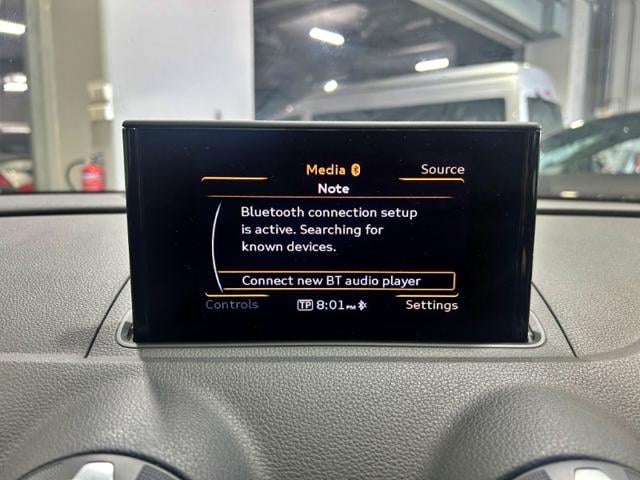 Media
Source
Note
Bluetooth connection setup
is active. Searching for
known devices.
Connect new BT audio player
Controls
TP 8:01 PM
Settings